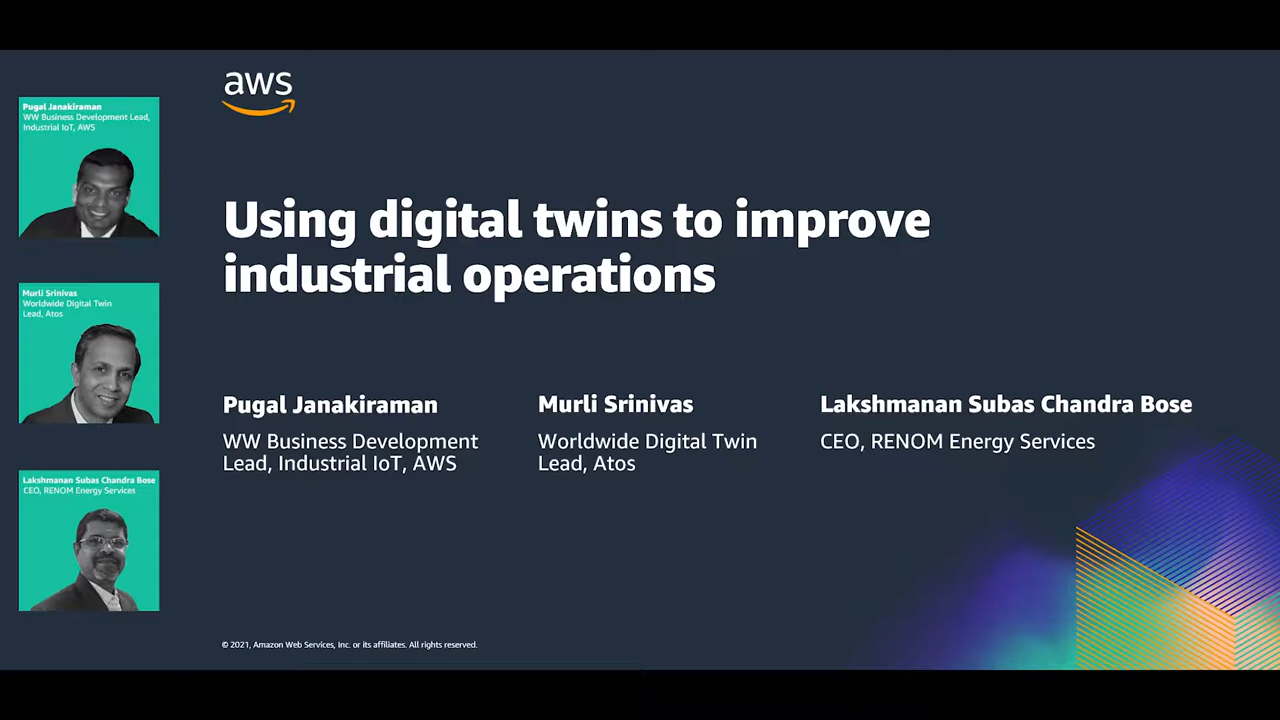 Pugal Janakiraman
WW Business Development Lead,
Industrial IoT, AWS
Murli Srinivas
Worldwide Digital Twin
Lead, Atos
Lakshmanan Subas Chandra Bose
CEO, RENOM Energy Services
aws
Using digital twins to improve
industrial operations
Pugal Janakiraman
WW Business Development
Lead, Industrial IoT, AWS
Murli Srinivas
Worldwide Digital Twin
Lead, Atos
Lakshmanan Subas Chandra Bose
CEO, RENOM Energy Services
© 2021, Amazon Web Services, Inc. or its affiliates. All rights reserved.